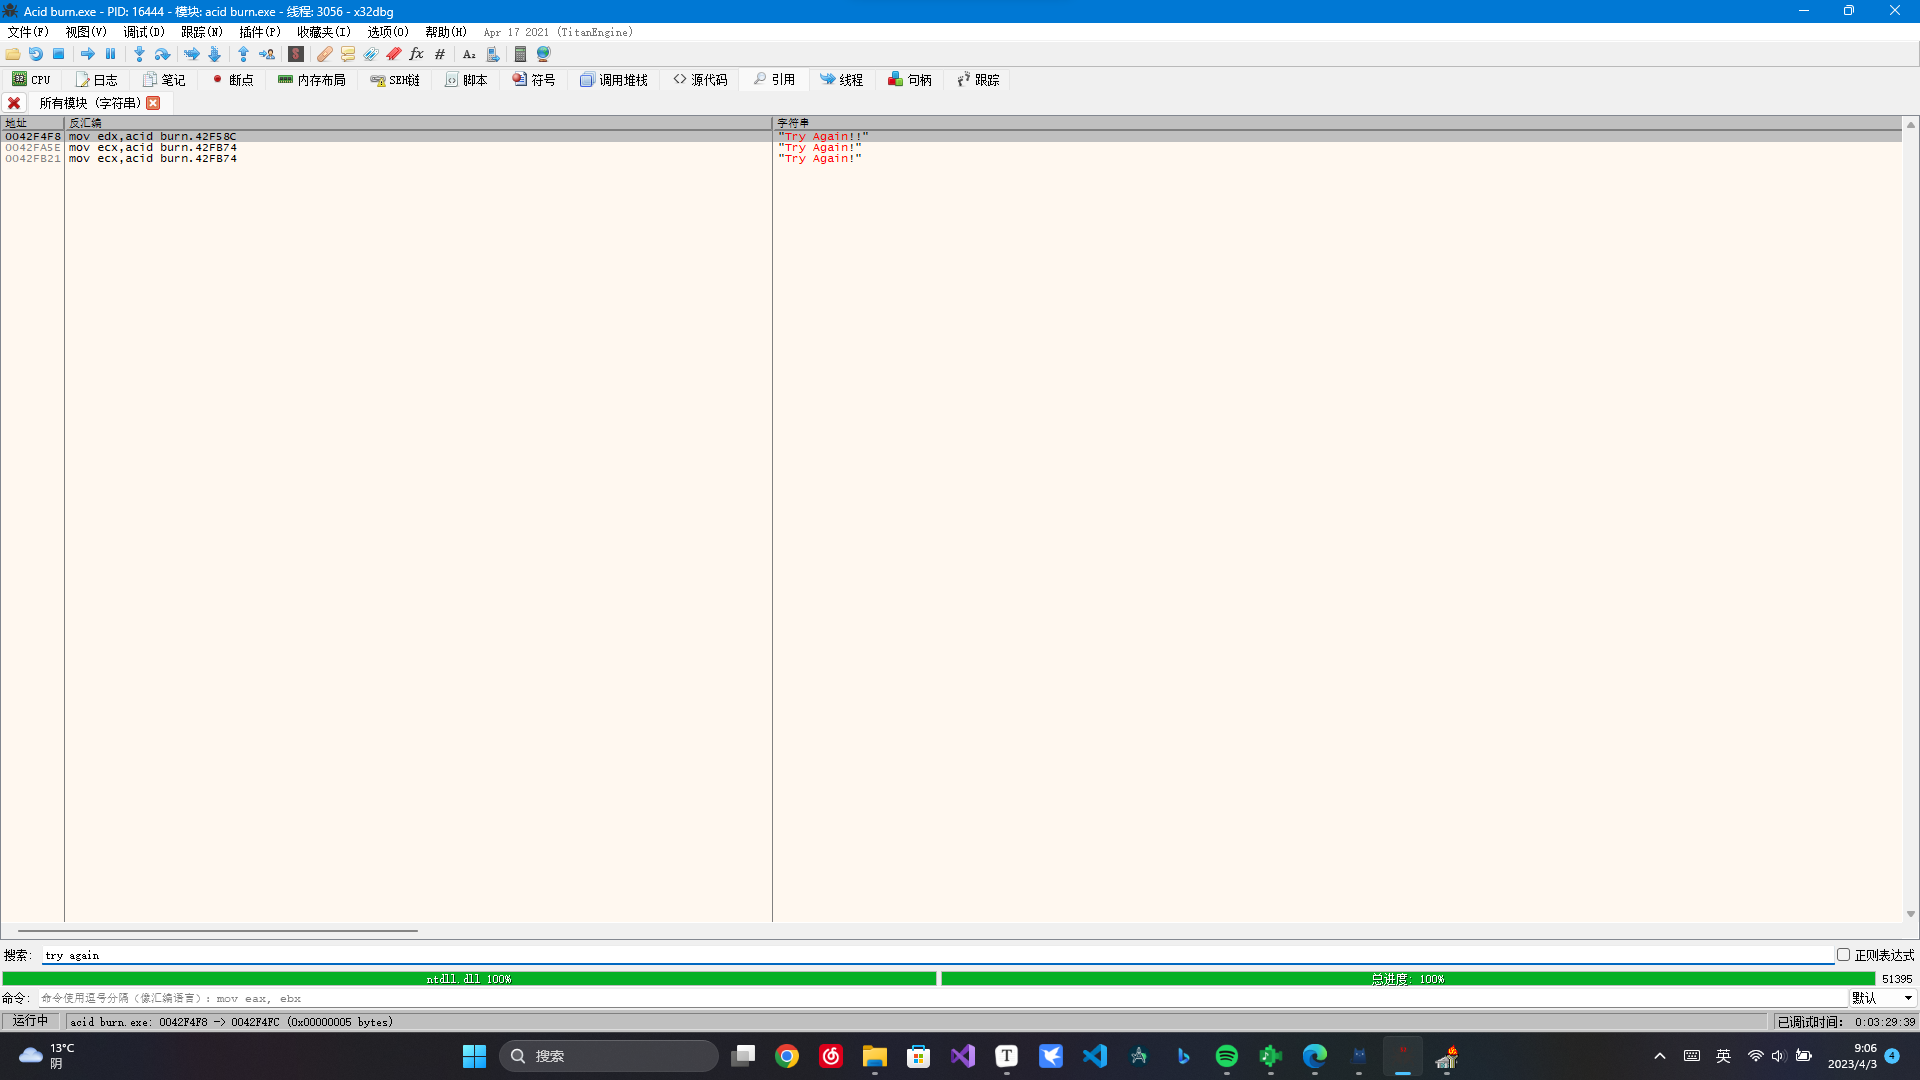 Acid burn.exe - PID: 16444 - 模块: acid burn.exe - 线程: 3056 - x32dbg
文件(F) 视图(V) 调试(D) 跟踪(N) 插件(P) 收藏夹(I) 选项(O) 帮助(H) Apr 17 2021 (TitanEngine)
CPU 日志 笔记 断点 内存布局 SEH链 脚本 符号 调用堆栈 源代码 引用 线程 句柄 跟踪
所有模块 (字符串)
地址 反汇编 字符串
0042F4F8 mov edx,acid burn.42F58C "Try Again!!"
0042FA5E mov ecx,acid burn.42FB74 "Try Again!"
0042FB21 mov ecx,acid burn.42FB74 "Try Again!"
搜索: try again 正则表达式
ntdll.dll 100% 总进度: 100% 51395
命令: 命令使用逗号分隔（像汇编语言）: mov eax, ebx 默认
运行中 acid burn.exe: 0042F4F8 -> 0042F4FC (0x00000005 bytes) 已调试时间: 0:03:29:39
13°C
阴
搜索
英
9:06
2023/4/3
4